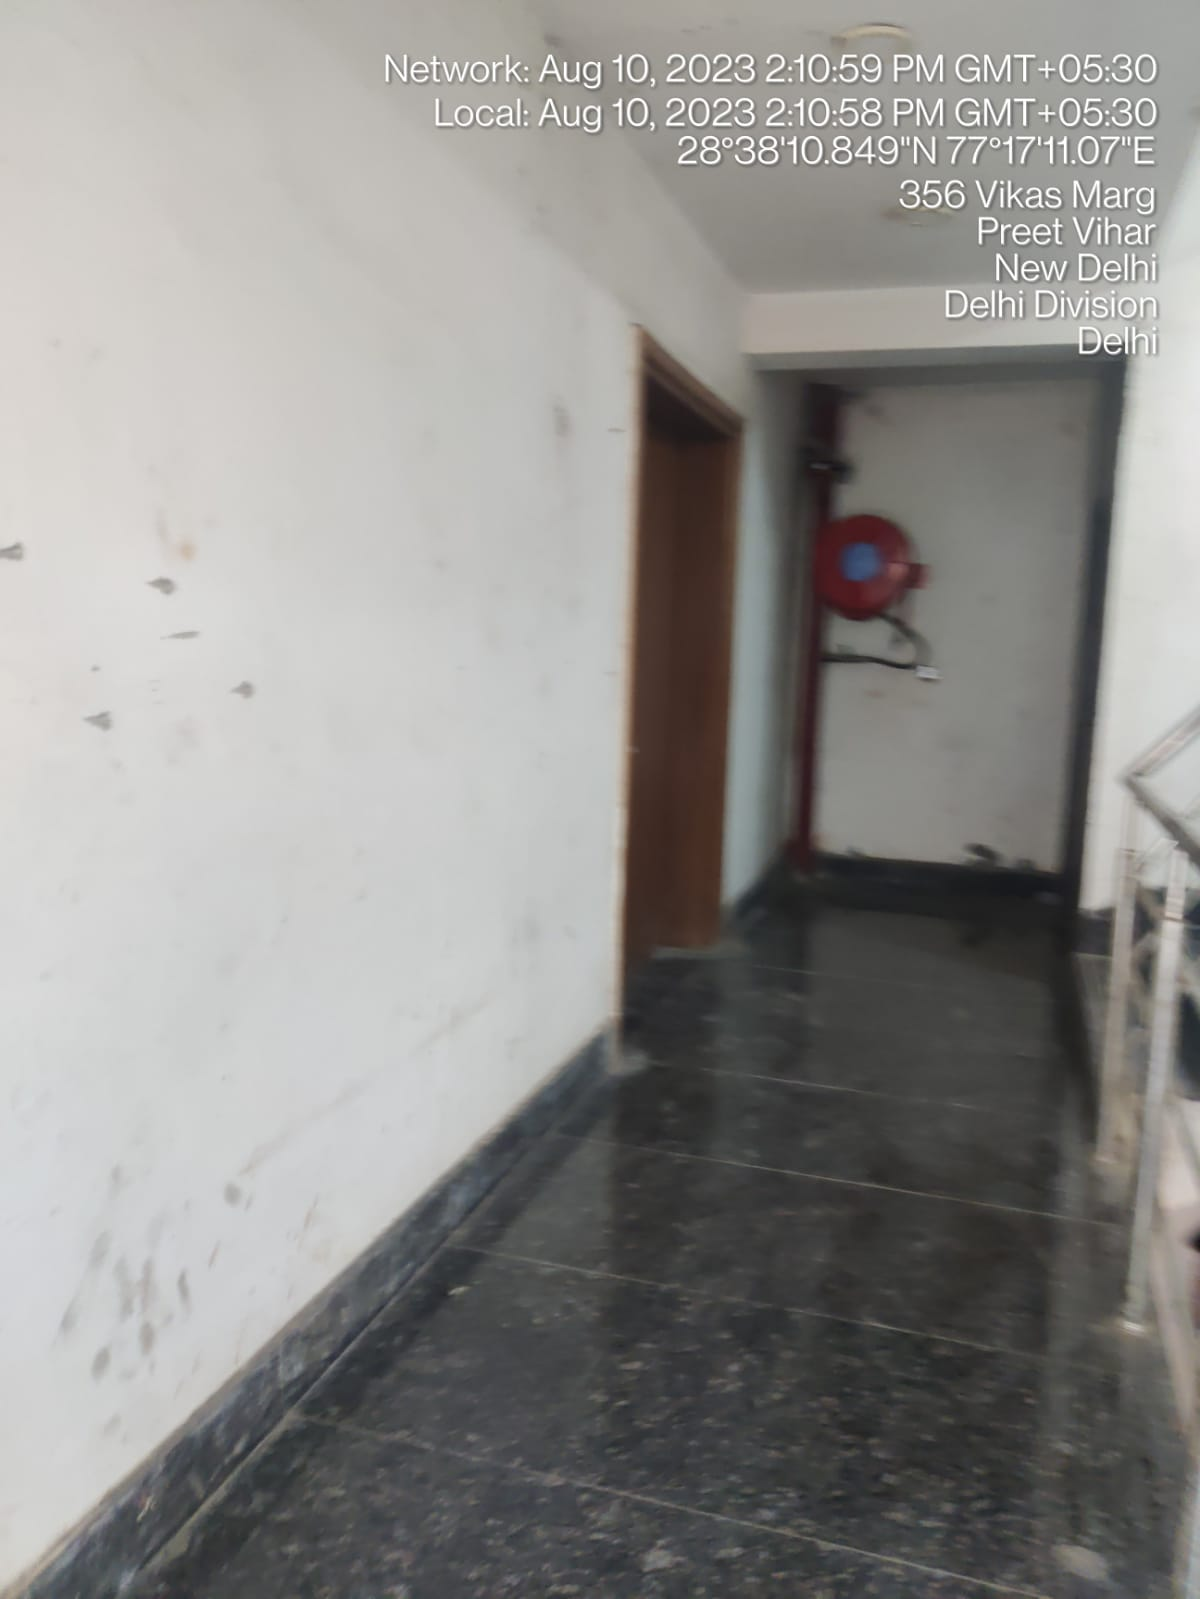 Network: Aug 10, 2023 2:10:59 PM GMT+05:30
Local: Aug 10, 2023 2:10:58 PM GMT+05:30
28°38'10.849"N 77°17'11.07"E
356 Vikas Marg
Preet Vihar
New Delhi
Delhi Division
Delhi